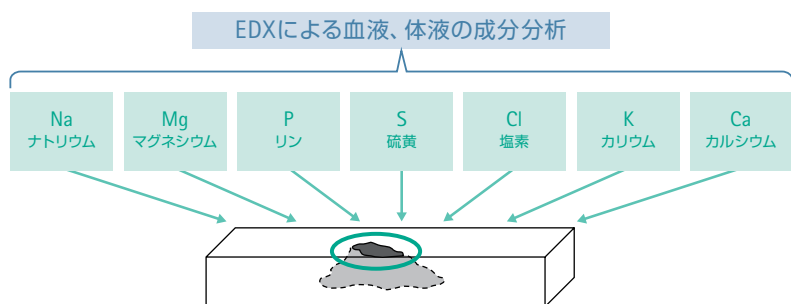 EDXによる血液、体液の成分分析
Na
ナトリウム
Mg
マグネシウム
P
リン
S
硫黄
Cl
塩素
K
カリウム
Ca
カルシウム